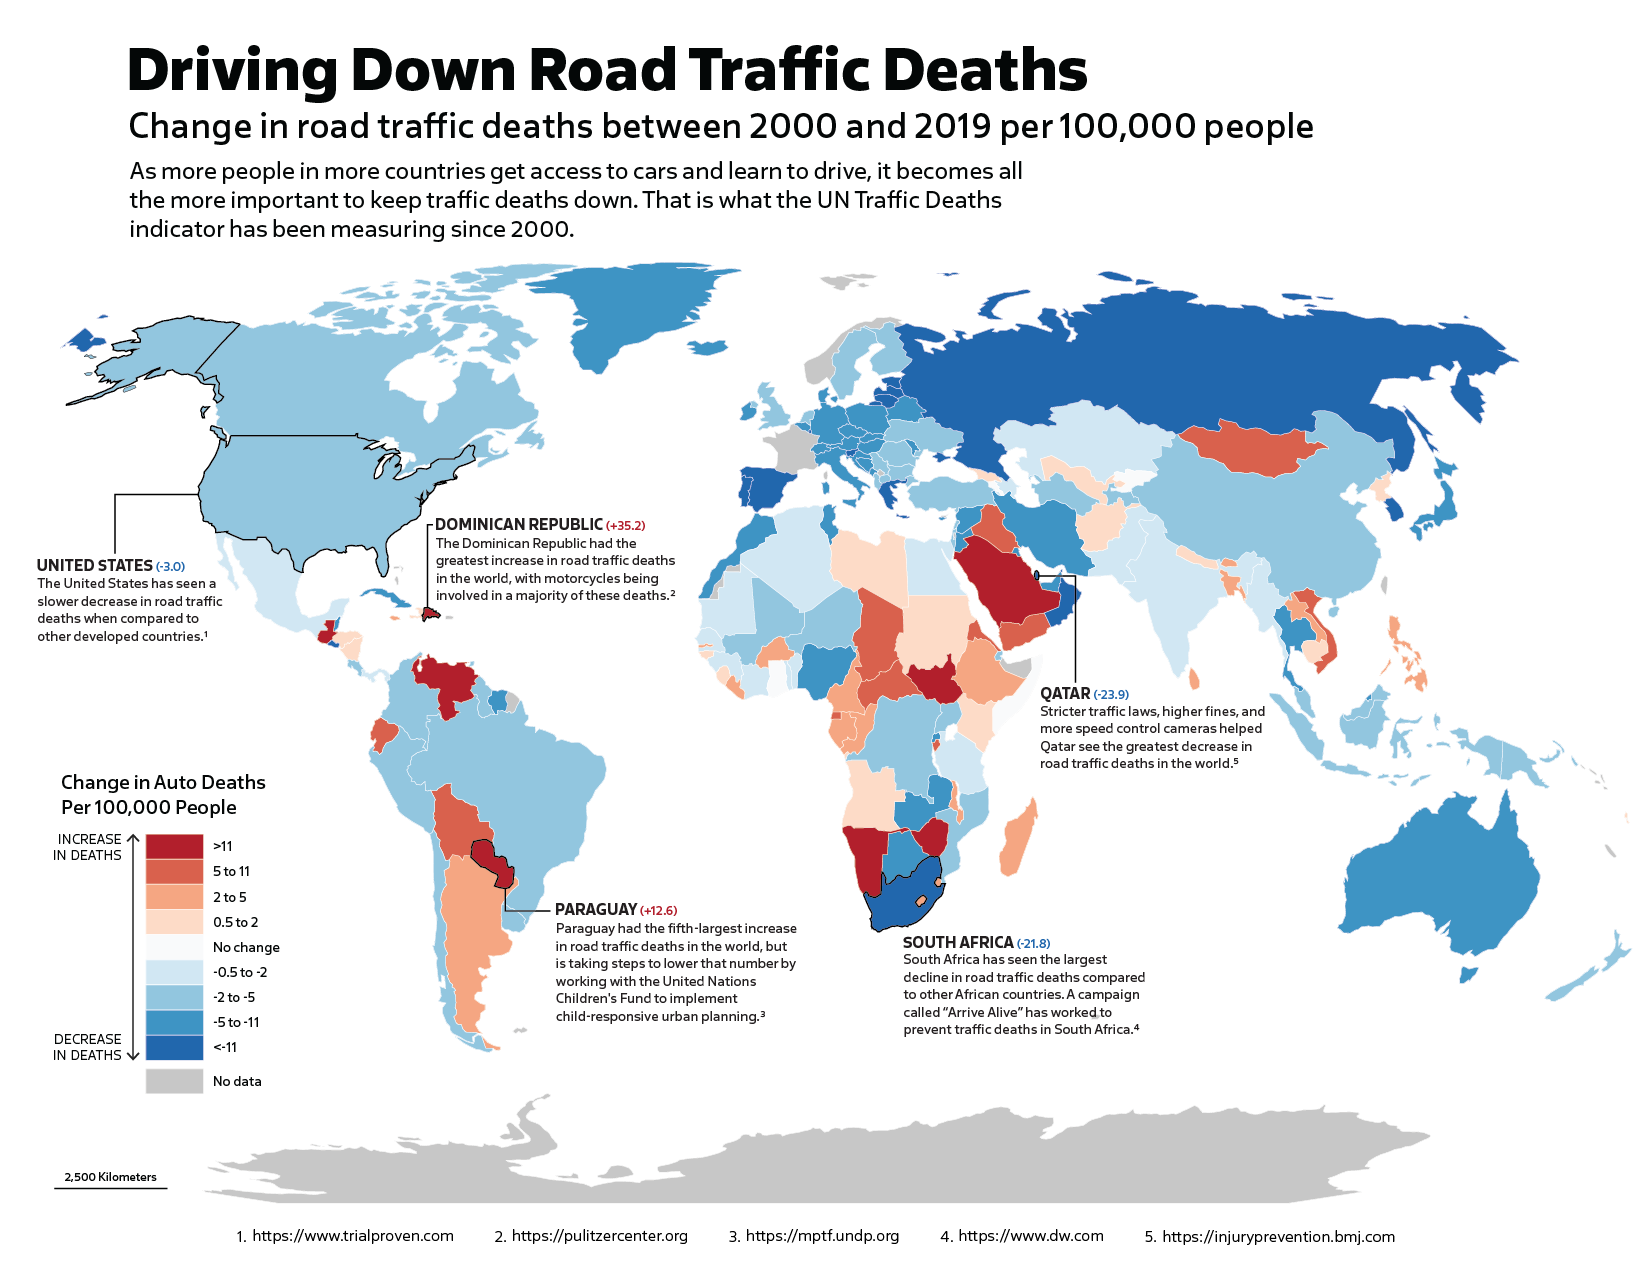 Driving Down Road Traffic Deaths
Change in road traffic deaths between 2000 and 2019 per 100,000 people
As more people in more countries get access to cars and learn to drive, it becomes all
the more important to keep traffic deaths down. That is what the UN Traffic Deaths
indicator has been measuring since 2000.
UNITED STATES (-3.0)
The United States has seen a
slower decrease in road traffic
deaths when compared to
other developed countries.¹
DOMINICAN REPUBLIC (+35.2)
The Dominican Republic had the
greatest increase in road traffic deaths
in the world, with motorcycles being
involved in a majority of these deaths.²
QATAR (-23.9)
Stricter traffic laws, higher fines, and
more speed control cameras helped
Qatar see the greatest decrease in
road traffic deaths in the world.⁵
Change in Auto Deaths
Per 100,000 People
INCREASE
IN DEATHS
>11
5 to 11
2 to 5
0.5 to 2
No change
-0.5 to -2
-2 to -5
-5 to -11
<-11
DECREASE
IN DEATHS
No data
PARAGUAY (+12.6)
Paraguay had the fifth-largest increase
in road traffic deaths in the world, but
is taking steps to lower that number by
working with the United Nations
Children's Fund to implement
child-responsive urban planning.³
SOUTH AFRICA (-21.8)
South Africa has seen the largest
decline in road traffic deaths compared
to other African countries. A campaign
called “Arrive Alive” has worked to
prevent traffic deaths in South Africa.⁴
2,500 Kilometers
1. https://www.trialproven.com
2. https://pulitzercenter.org
3. https://mptf.undp.org
4. https://www.dw.com
5. https://injuryprevention.bmj.com